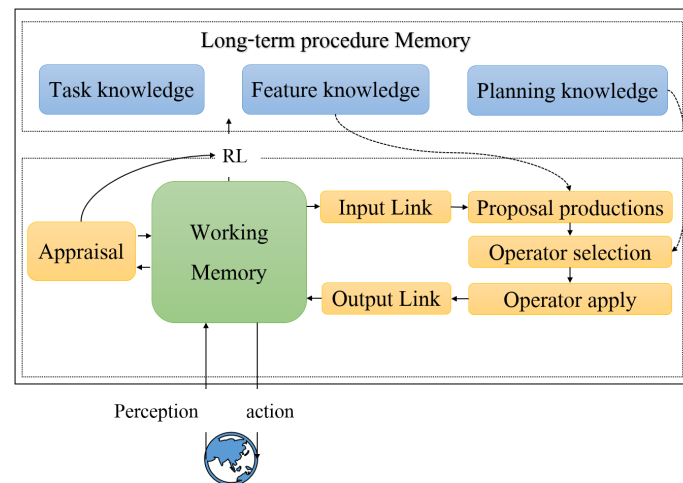 Long-term procedure Memory
Task knowledge
Feature knowledge
Planning knowledge
RL
Appraisal
Working
Memory
Input Link
Proposal productions
Operator selection
Output Link
Operator apply
Perception
action